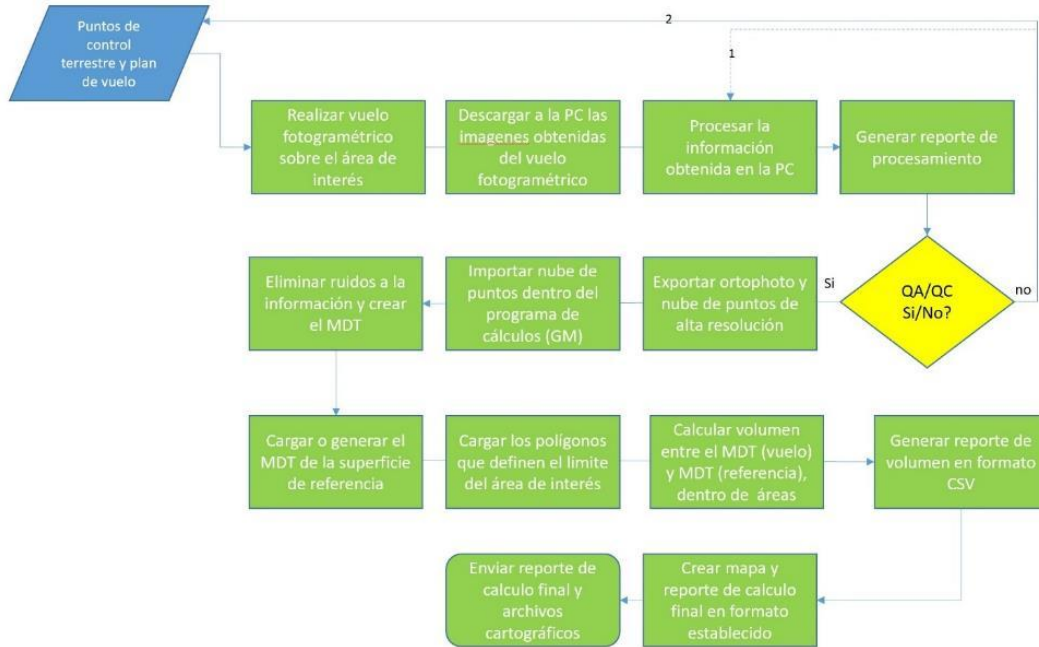 Puntos de
control
terrestre y plan
de vuelo
2
1
Realizar vuelo
fotogramétrico
sobre el área de
interés
Descargar a la PC las
imagenes obtenidas
del vuelo
fotogramétrico
Procesar la
información
obtenida en la PC
Generar reporte de
procesamiento
QA/QC
Si/No?
Si
no
Exportar ortophoto y
nube de puntos de
alta resolución
Importar nube de
puntos dentro del
programa de
cálculos (GM)
Eliminar ruidos a la
información y crear
el MDT
Cargar o generar el
MDT de la superficie
de referencia
Cargar los polígonos
que definen el limite
del área de interés
Calcular volumen
entre el MDT (vuelo)
y MDT (referencia),
dentro de áreas
Generar reporte de
volumen en formato
CSV
Crear mapa y
reporte de calculo
final en formato
establecido
Enviar reporte de
calculo final y
archivos
cartográficos